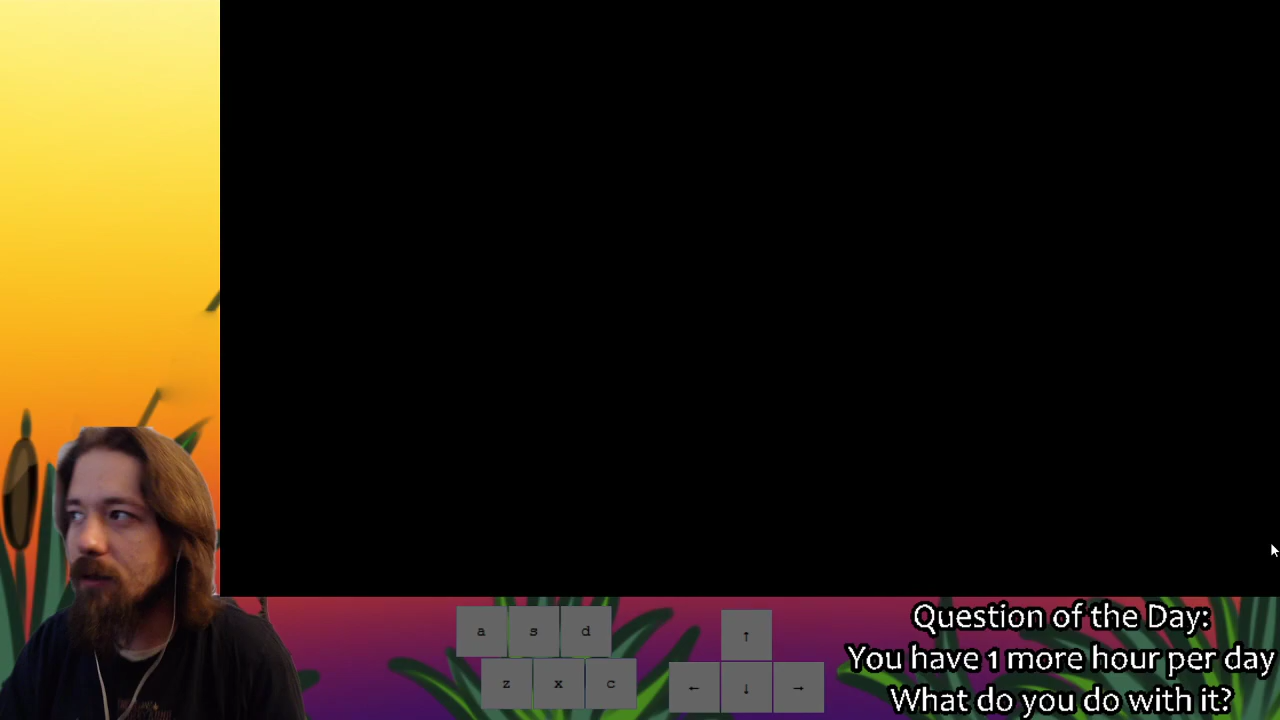 a s d
z x c
↑
← ↓ →
Question of the Day:
You have 1 more hour per day
What do you do with it?